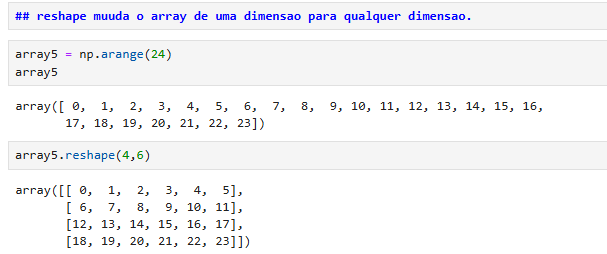 ## reshape muuda o array de uma dimensao para qualquer dimensao.
array5 = np.arange(24)
array5
array([ 0,  1,  2,  3,  4,  5,  6,  7,  8,  9, 10, 11, 12, 13, 14, 15, 16,
       17, 18, 19, 20, 21, 22, 23])
array5.reshape(4,6)
array([[ 0,  1,  2,  3,  4,  5],
       [ 6,  7,  8,  9, 10, 11],
       [12, 13, 14, 15, 16, 17],
       [18, 19, 20, 21, 22, 23]])